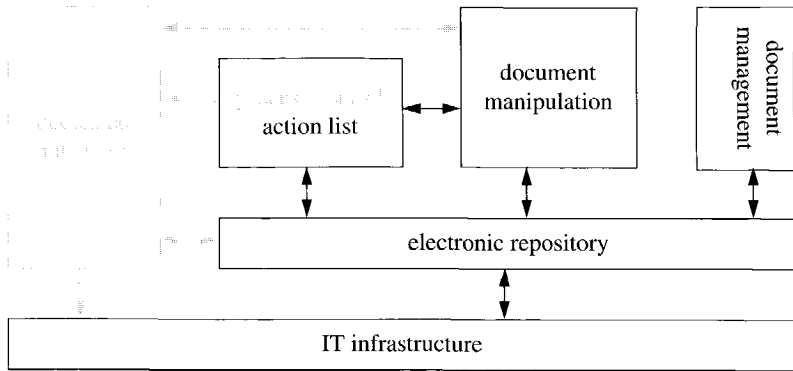 document
manipulation
document
management
action list
electronic repository
IT infrastructure